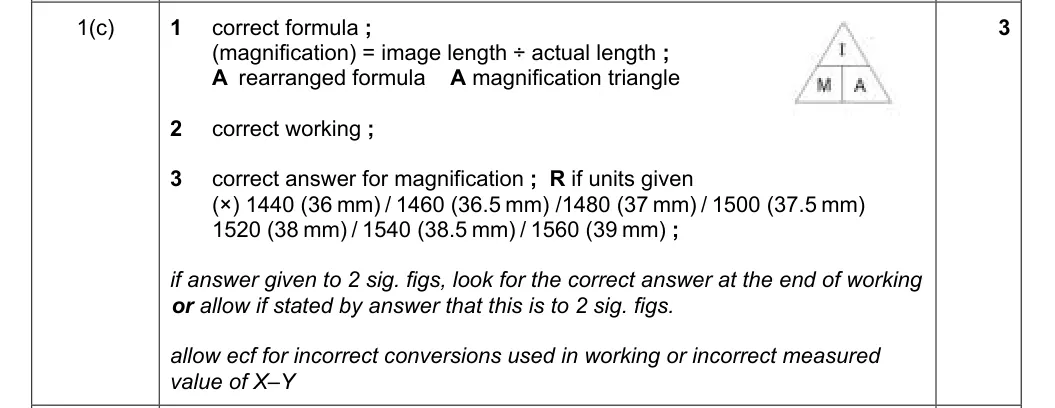 1(c)
1 correct formula ;
(magnification) = image length ÷ actual length ;
A rearranged formula A magnification triangle
I
M A
3
2 correct working ;
3 correct answer for magnification ; R if units given
(×) 1440 (36 mm) / 1460 (36.5 mm) /1480 (37 mm) / 1500 (37.5 mm)
1520 (38 mm) / 1540 (38.5 mm) / 1560 (39 mm) ;
if answer given to 2 sig. figs, look for the correct answer at the end of working
or allow if stated by answer that this is to 2 sig. figs.
allow ecf for incorrect conversions used in working or incorrect measured
value of X–Y